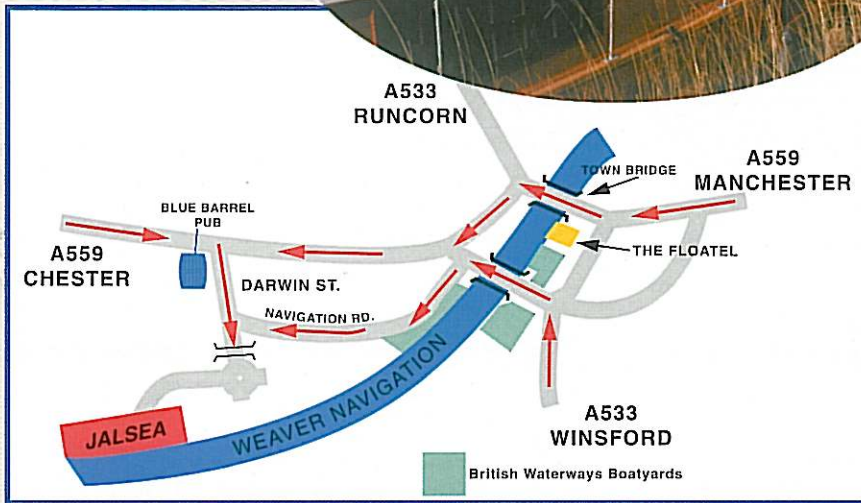 A533
RUNCORN
TOWN BRIDGE
A559
MANCHESTER
BLUE BARREL
PUB
THE FLOATEL
A559
CHESTER
DARWIN ST.
NAVIGATION RD.
WEAVER NAVIGATION
JALSEA
A533
WINSFORD
British Waterways Boatyards